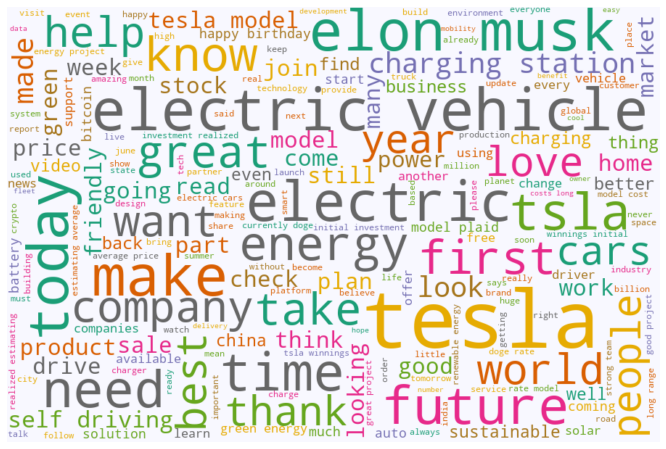 visit
event
happy
development
build
environment
everyone
easy
help
elon musk
tesla model
energy project
know
happy birthday
already
mobility
place
data
week
made
give
high
keep
join
find
charging station
market
green
support
bitcoin
amazing
month
real
start
many
truck
business
vehicle
update
benefit
customer
system
stock
technology
provide
every
report
said
next
electric vehicle
global
cool
price
live
investment realized
year
production
using
charging
thing
video
great
model
come
power
love
home
news
june
tech
partner
still
another
state
show
going
read
even
launch
around
electric cars
smart
change
planet
based
please
better
used
fleet
friendly
design
feature
making
electric
owner
model cost
costs long
never
space
today
crypto
want
share
currently doge
initial investment
tsla
back
part
bring
summer
model plaid
free
soon
winnings initial
battery
estimating average
average price
energy
without
become
first
cars
building
must
make
check
platform
believe
plan
life
offer
look
says
really
brand
driver
industry
work
billion
companies
company
take
tesla
huge
people
good project
watch
hope
product
sale
china
think
tsla winnings
right
getting
realized estimating
delivery
available
best
mean
time
good
little
order
tomorrow
number
doge rate
renewable energy
world
drive
charger
ready
important
looking
need
future
strong team
long range
city
charge
great project
india
service
rate model
well
coming
road
self driving
thank
talk
follow
solution
learn
green energy
much
auto
always
sustainable
solar
million